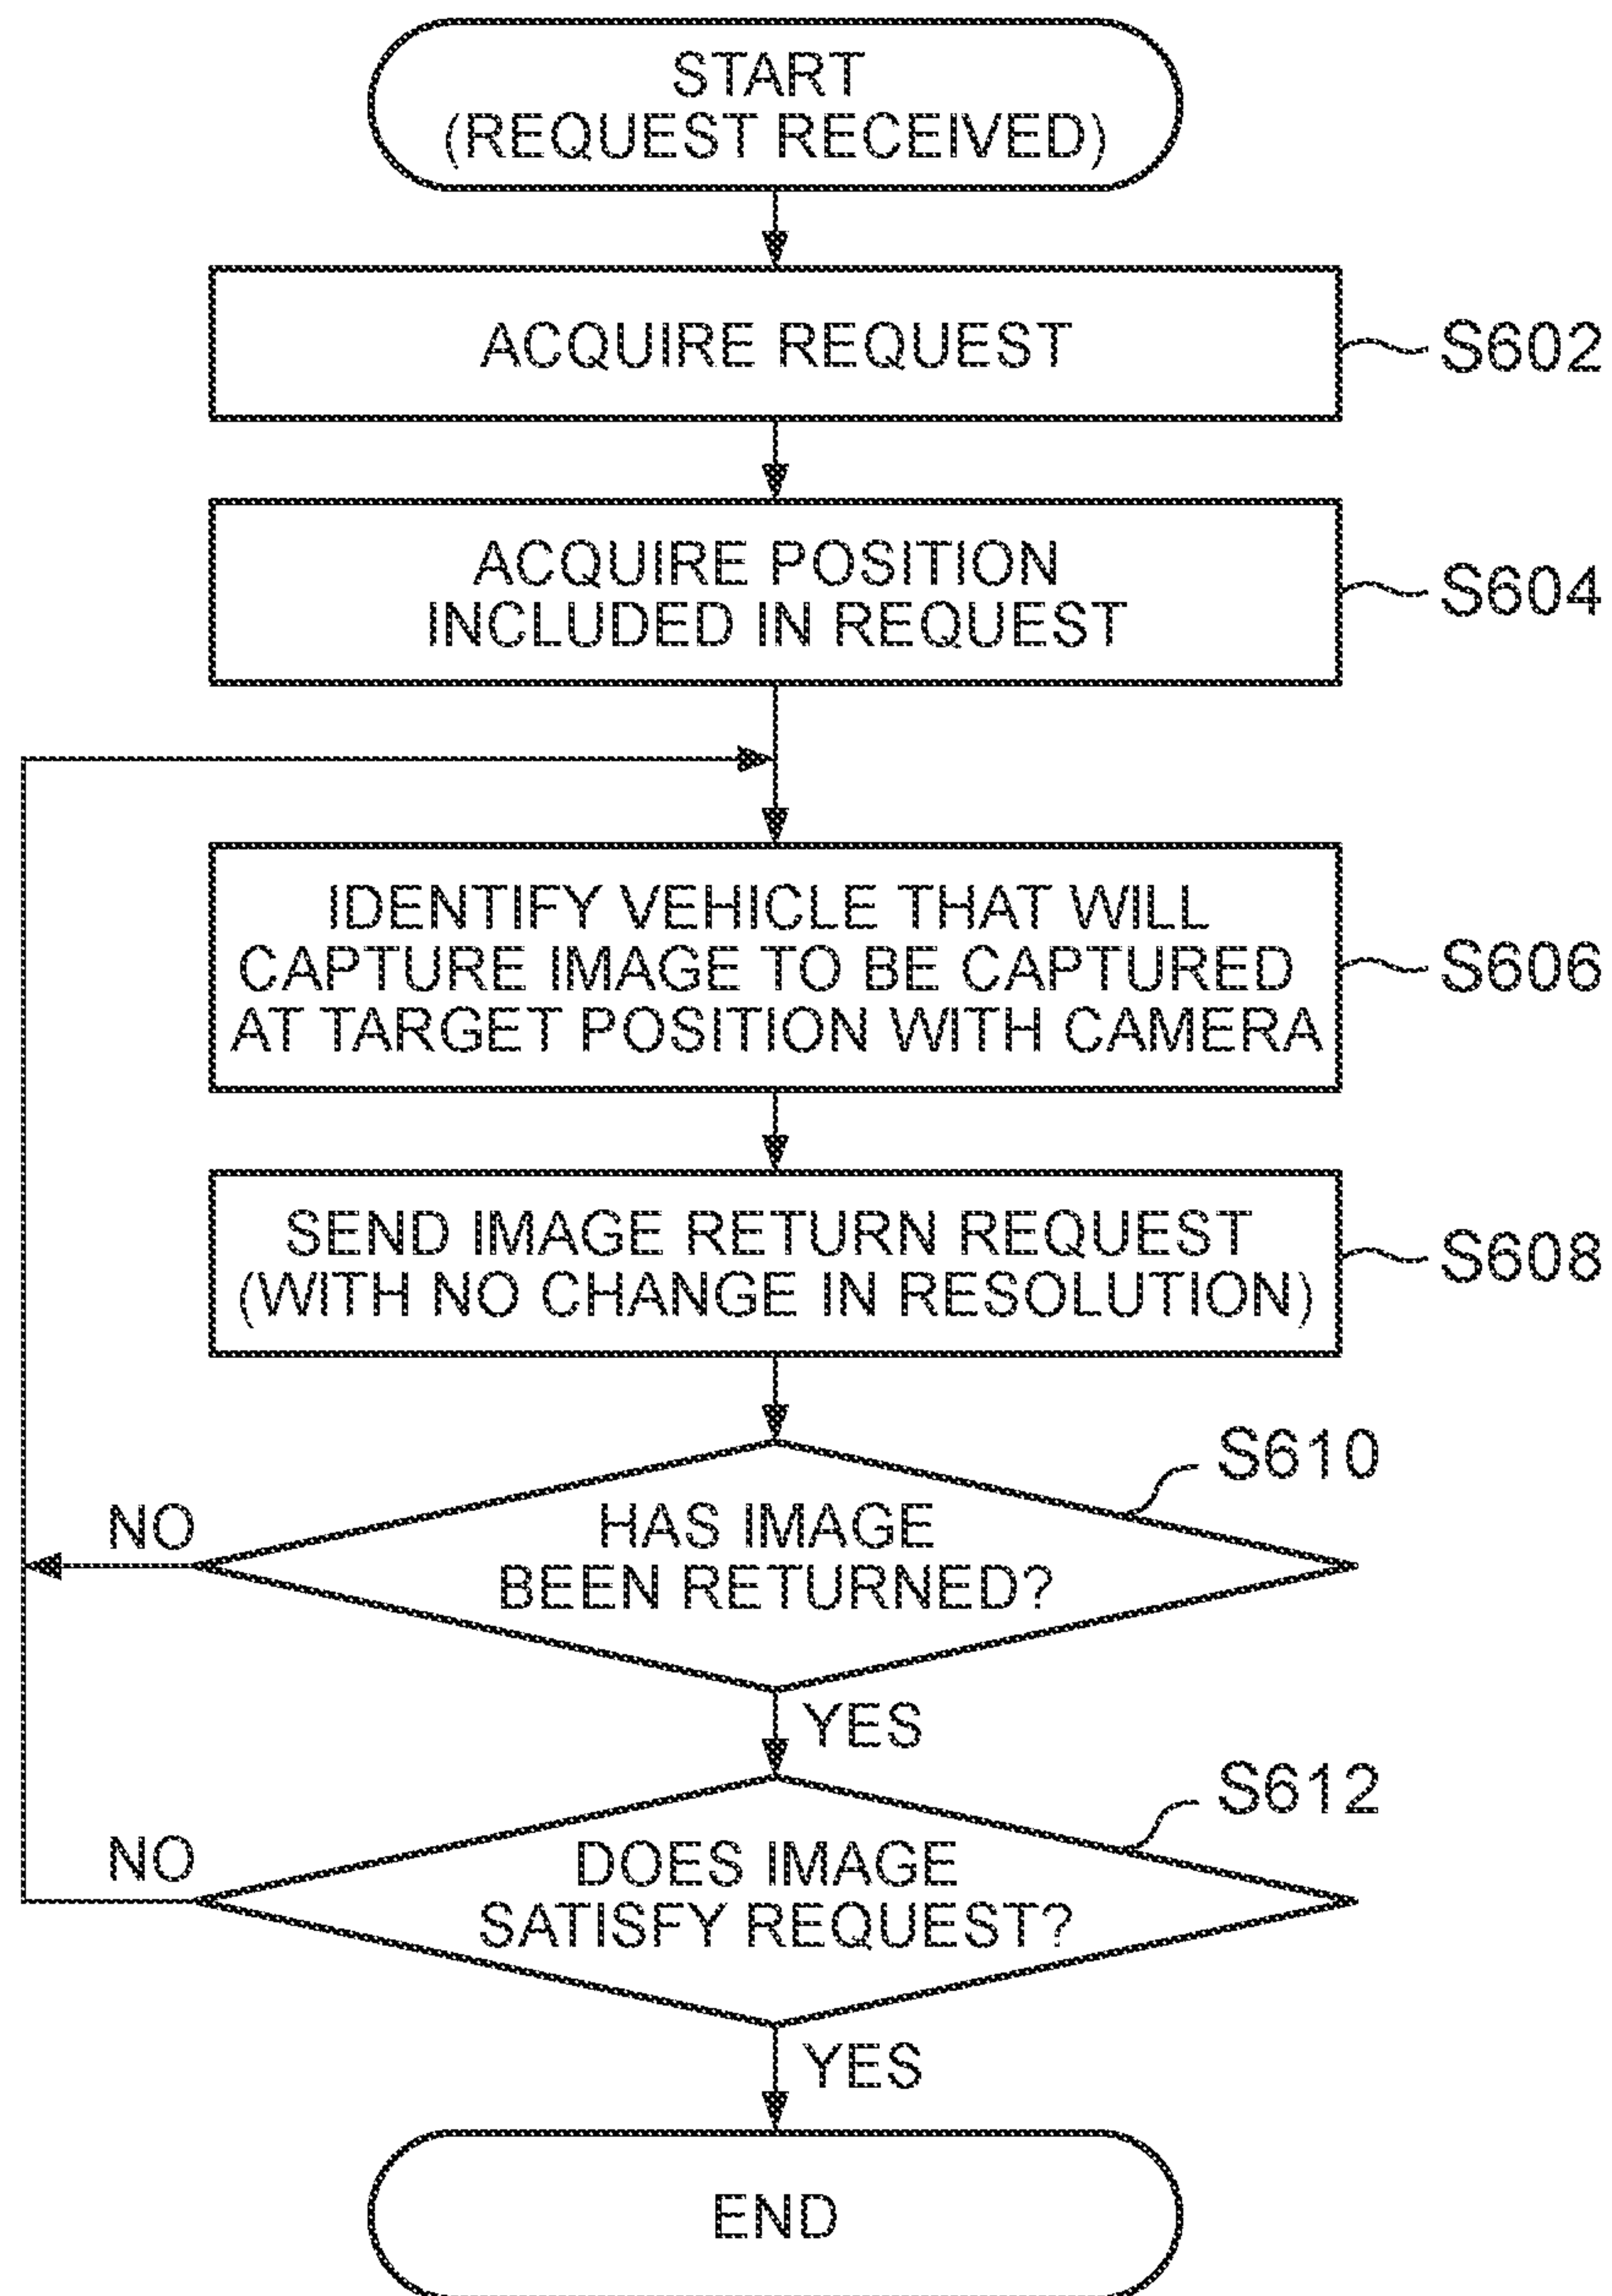 START
(REQUEST RECEIVED)
ACQUIRE REQUEST
S602
ACQUIRE POSITION
INCLUDED IN REQUEST
S604
IDENTIFY VEHICLE THAT WILL
CAPTURE IMAGE TO BE CAPTURED
AT TARGET POSITION WITH CAMERA
S606
SEND IMAGE RETURN REQUEST
(WITH NO CHANGE IN RESOLUTION)
S608
S610
HAS IMAGE
BEEN RETURNED?
NO
YES
S612
DOES IMAGE
SATISFY REQUEST?
NO
YES
END